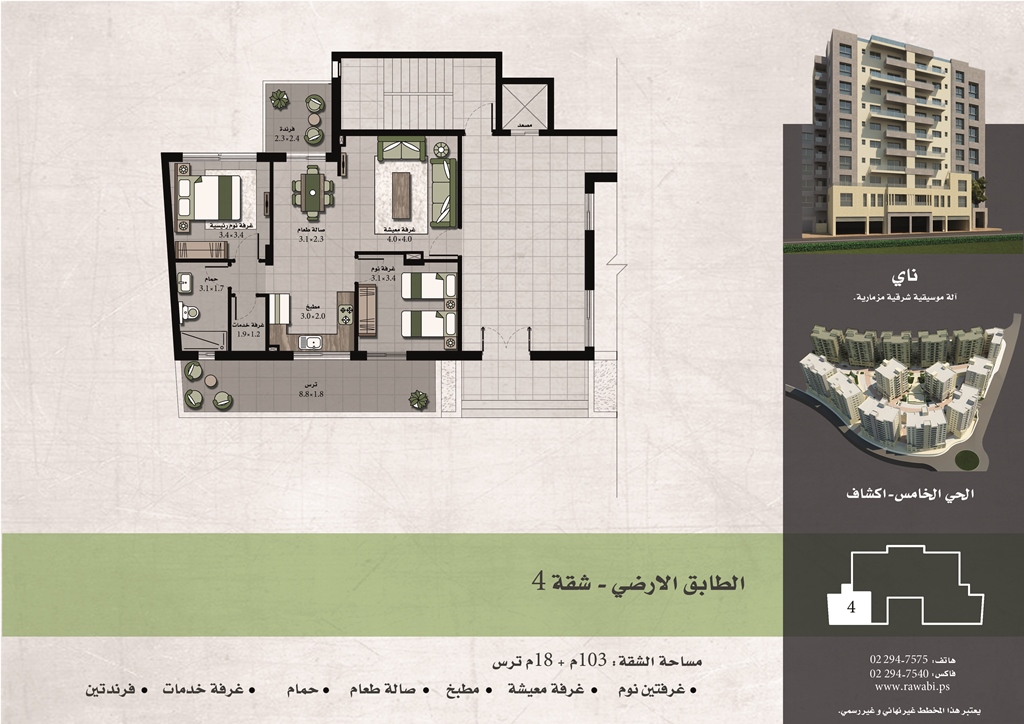 مصعد
فرندة
2.3×2.4
غرفة نوم رئيسية
3.4×3.4
صالة طعام
3.1×2.3
غرفة معيشة
4.0×4.0
حمام
3.1×1.7
غرفة نوم
3.1×3.4
مطبخ
3.0×2.0
غرفة خدمات
1.9×1.2
ترس
8.8×1.8
ناي
آلة موسيقية شرقية مزمارية.
الحي الخامس-اكشاف
4
الطابق الارضي - شقة 4
مساحة الشقة: 103م + 18م ترس
• غرفتين نوم • غرفة معيشة • مطبخ • صالة طعام • حمام • غرفة خدمات • فرندتين
هاتف: 02 294-7575
فاكس: 02 294-7540
www.rawabi.ps
يعتبر هذا المخطط غير نهائي و غير رسمي.